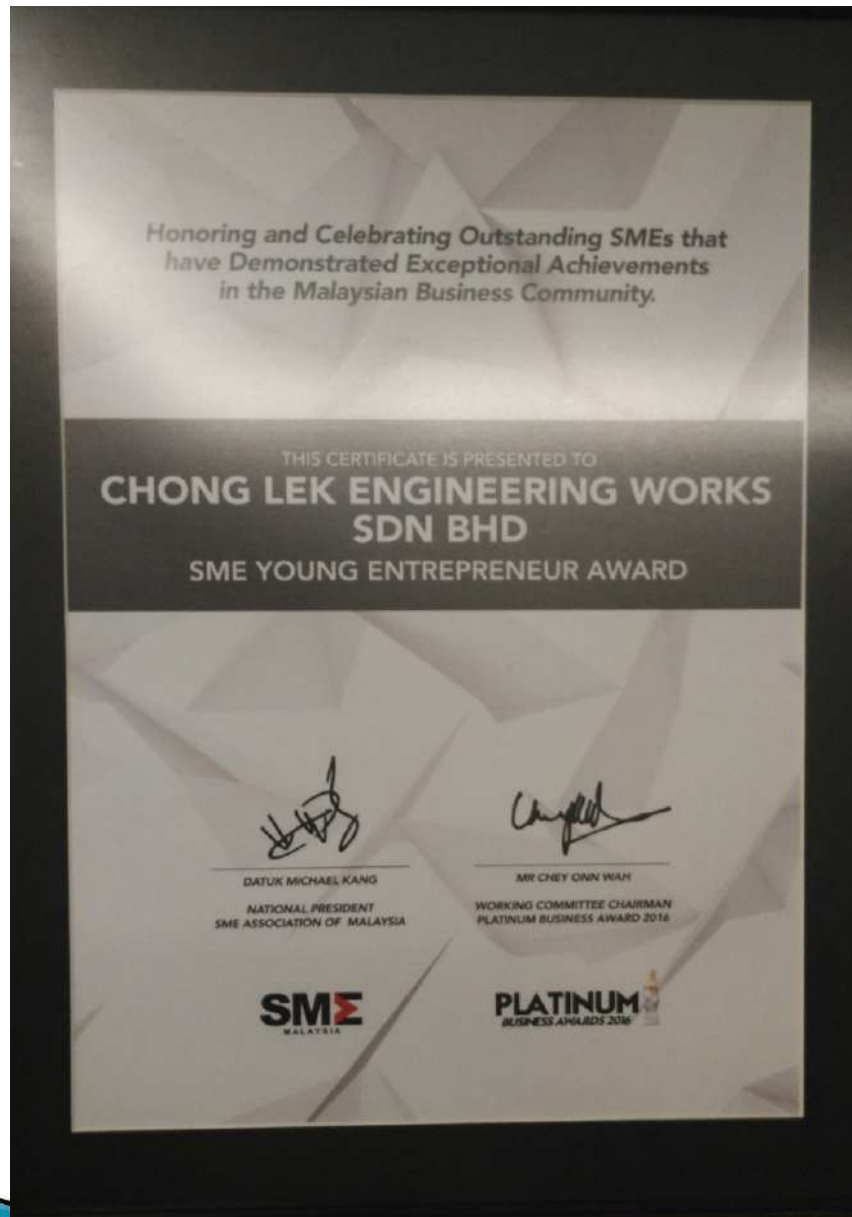 Honoring and Celebrating Outstanding SMEs that
have Demonstrated Exceptional Achievements
in the Malaysian Business Community.
THIS CERTIFICATE IS PRESENTED TO
CHONG LEK ENGINEERING WORKS
SDN BHD
SME YOUNG ENTREPRENEUR AWARD
DATUK MICHAEL KANG
NATIONAL PRESIDENT
SME ASSOCIATION OF MALAYSIA
MR CHEY ONN WAH
WORKING COMMITTEE CHAIRMAN
PLATINUM BUSINESS AWARD 2016
SME
MALAYSIA
PLATINUM
BUSINESS AWARDS 2016